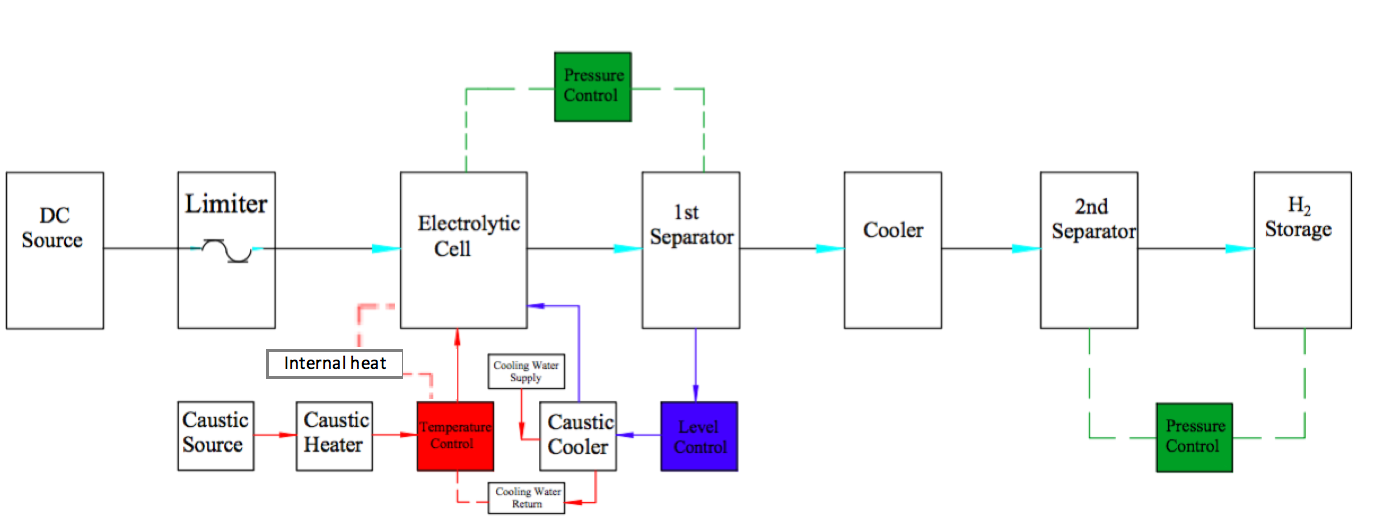 Pressure
Control
DC
Source
Limiter
Electrolytic
Cell
1st
Separator
Cooler
2nd
Separator
H₂
Storage
Internal heat
Cooling Water
Supply
Caustic
Source
Caustic
Heater
Temperature
Control
Caustic
Cooler
Level
Control
Pressure
Control
Cooling Water
Return